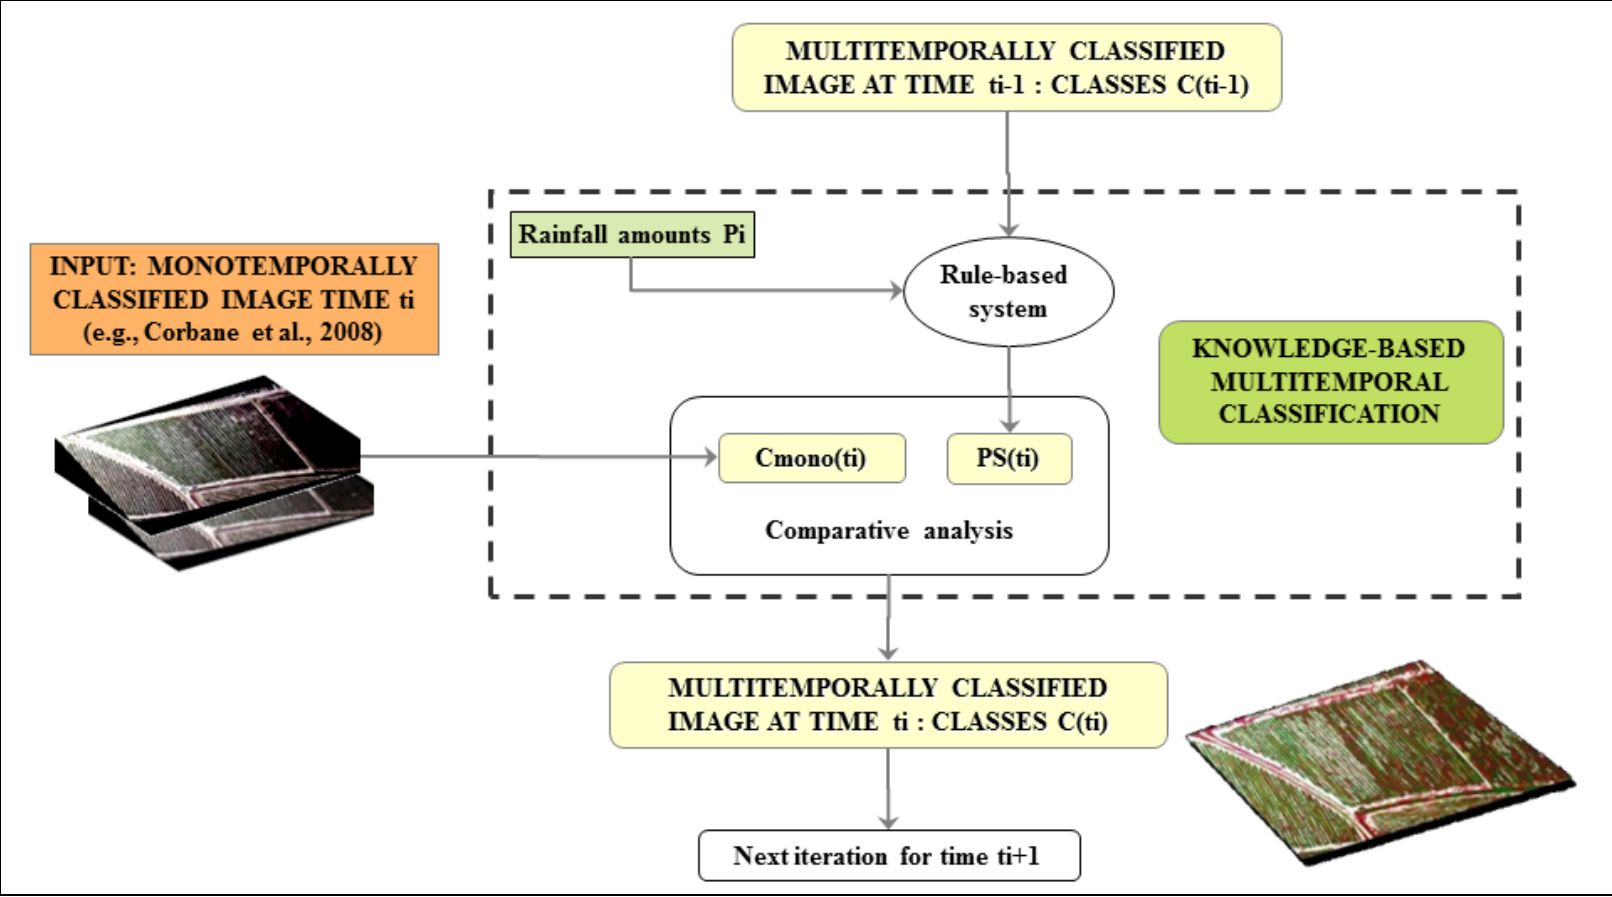 MULTITEMPORALLY CLASSIFIED
IMAGE AT TIME ti-1 : CLASSES C(ti-1)
Rainfall amounts Pi
INPUT: MONOTEMPORALLY
CLASSIFIED IMAGE TIME ti
(e.g., Corbane et al., 2008)
Rule-based
system
KNOWLEDGE-BASED
MULTITEMPORAL
CLASSIFICATION
Cmono(ti)
PS(ti)
Comparative analysis
MULTITEMPORALLY CLASSIFIED
IMAGE AT TIME ti : CLASSES C(ti)
Next iteration for time ti+1